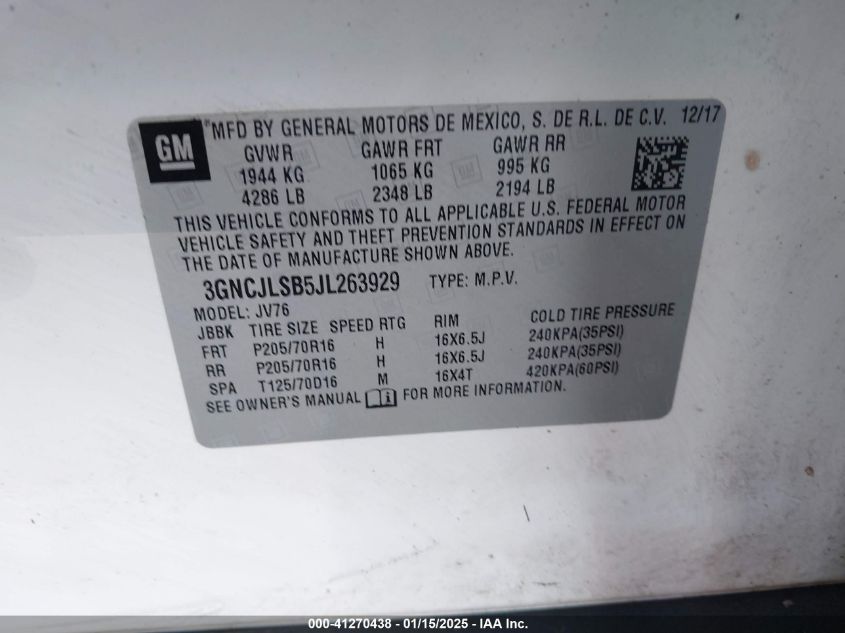 GM
MFD BY GENERAL MOTORS DE MEXICO, S. DE R.L. DE C.V. 12/17
GVWR GAWR FRT GAWR RR
1944 KG 1065 KG 995 KG
4286 LB 2348 LB 2194 LB
THIS VEHICLE CONFORMS TO ALL APPLICABLE U.S. FEDERAL MOTOR
VEHICLE SAFETY AND THEFT PREVENTION STANDARDS IN EFFECT ON
THE DATE OF MANUFACTURE SHOWN ABOVE.
3GNCJLSB5JL263929 TYPE: M.P.V.
MODEL: JV76
JBBK TIRE SIZE SPEED RTG RIM COLD TIRE PRESSURE
FRT P205/70R16 H 16X6.5J 240KPA(35PSI)
RR P205/70R16 H 16X6.5J 240KPA(35PSI)
SPA T125/70D16 M 16X4T 420KPA(60PSI)
SEE OWNER'S MANUAL FOR MORE INFORMATION.
000-41270438 - 01/15/2025 - IAA Inc.